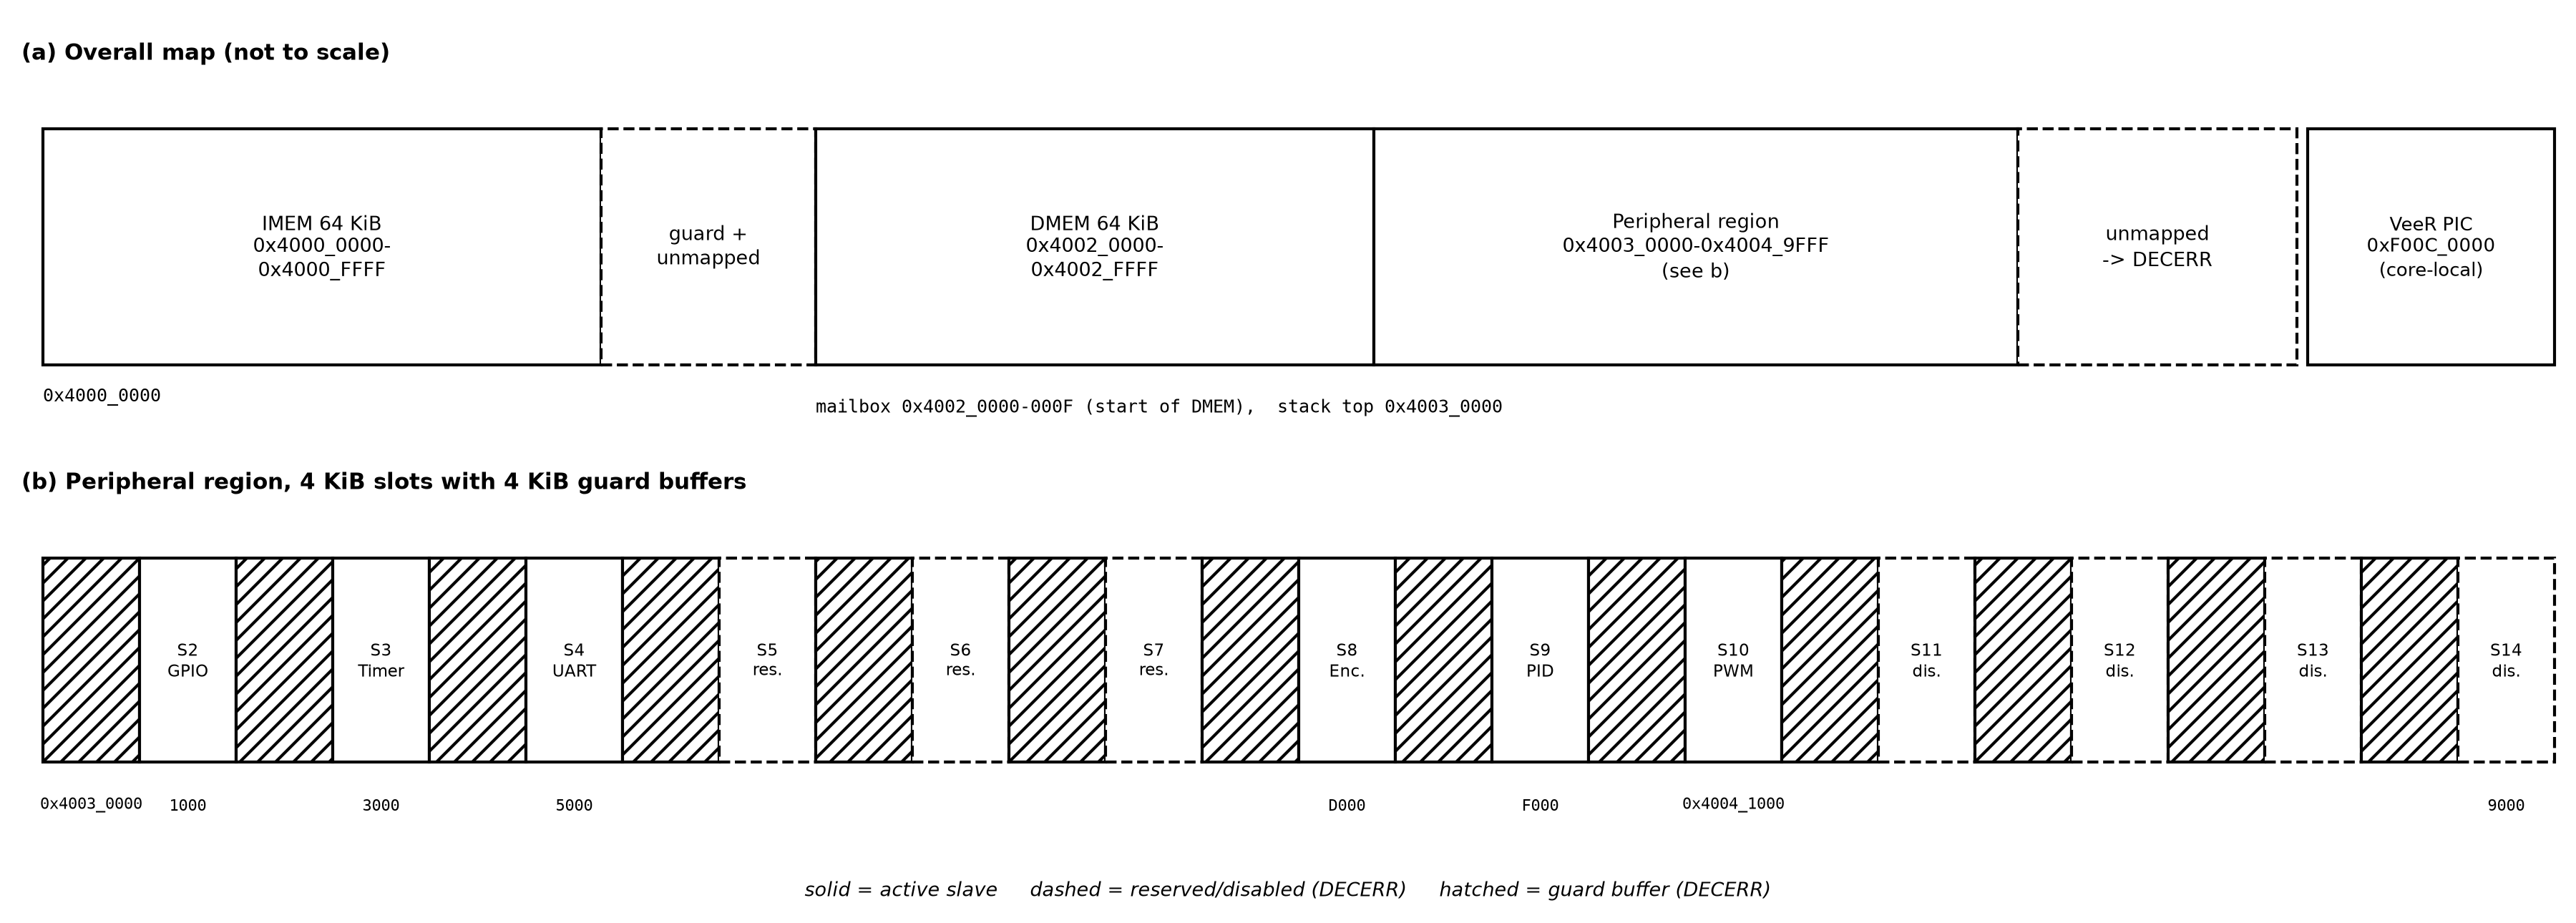 (a) Overall map (not to scale)
IMEM 64 KiB
0x4000_0000-
0x4000_FFFF
guard +
unmapped
DMEM 64 KiB
0x4002_0000-
0x4002_FFFF
Peripheral region
0x4003_0000-0x4004_9FFF
(see b)
unmapped
-> DECERR
VeeR PIC
0xF00C_0000
(core-local)
0x4000_0000
mailbox 0x4002_0000-000F (start of DMEM),  stack top 0x4003_0000
(b) Peripheral region, 4 KiB slots with 4 KiB guard buffers
S2
GPIO
S3
Timer
S4
UART
S5
res.
S6
res.
S7
res.
S8
Enc.
S9
PID
S10
PWM
S11
dis.
S12
dis.
S13
dis.
S14
dis.
0x4003_0000
1000
3000
5000
D000
F000
0x4004_1000
9000
solid = active slave     dashed = reserved/disabled (DECERR)     hatched = guard buffer (DECERR)